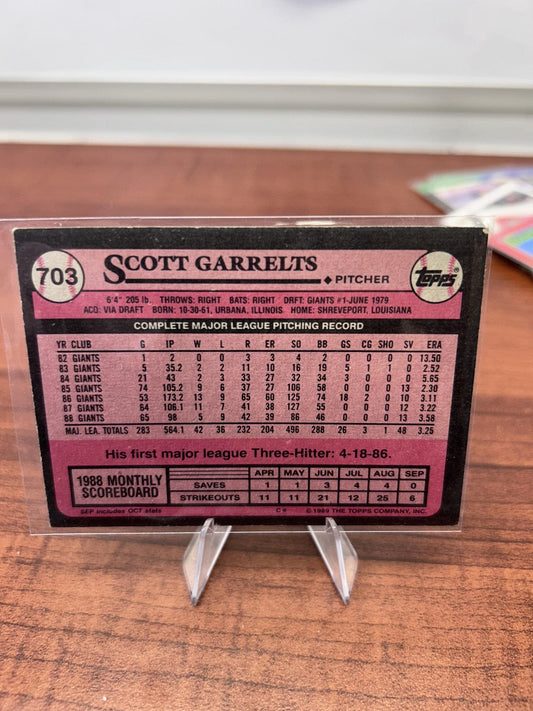 703
SCOTT GARRELTS
PITCHER
topps®
6'4" 205 lb. THROWS: RIGHT BATS: RIGHT DRFT: GIANTS #1-JUNE 1979
ACQ: VIA DRAFT BORN: 10-30-61, URBANA, ILLINOIS HOME: SHREVEPORT, LOUISIANA
COMPLETE MAJOR LEAGUE PITCHING RECORD
YR CLUB G IP W L R ER SO BB GS CG SHO SV ERA
82 GIANTS 1 2 0 0 3 3 4 2 0 0 0 0 13.50
83 GIANTS 5 35.2 2 2 11 10 16 19 5 1 1 0 2.52
84 GIANTS 21 43 2 3 33 27 32 34 3 0 0 0 5.65
85 GIANTS 74 105.2 9 6 37 27 106 58 0 0 0 13 2.30
86 GIANTS 53 173.2 13 9 65 60 125 74 18 2 0 10 3.11
87 GIANTS 64 106.1 11 7 41 38 127 55 0 0 0 12 3.22
88 GIANTS 65 98 5 9 42 39 86 46 0 0 0 13 3.58
MAJ. LEA. TOTALS 283 564.1 42 36 232 204 496 288 26 3 1 48 3.25
His first major league Three-Hitter: 4-18-86.
1988 MONTHLY SCOREBOARD
APR MAY JUN JUL AUG SEP
SAVES 1 1 3 4 4 0
STRIKEOUTS 11 11 21 12 25 6
SEP includes OCT stats
C*
© 1989 THE TOPPS COMPANY, INC.